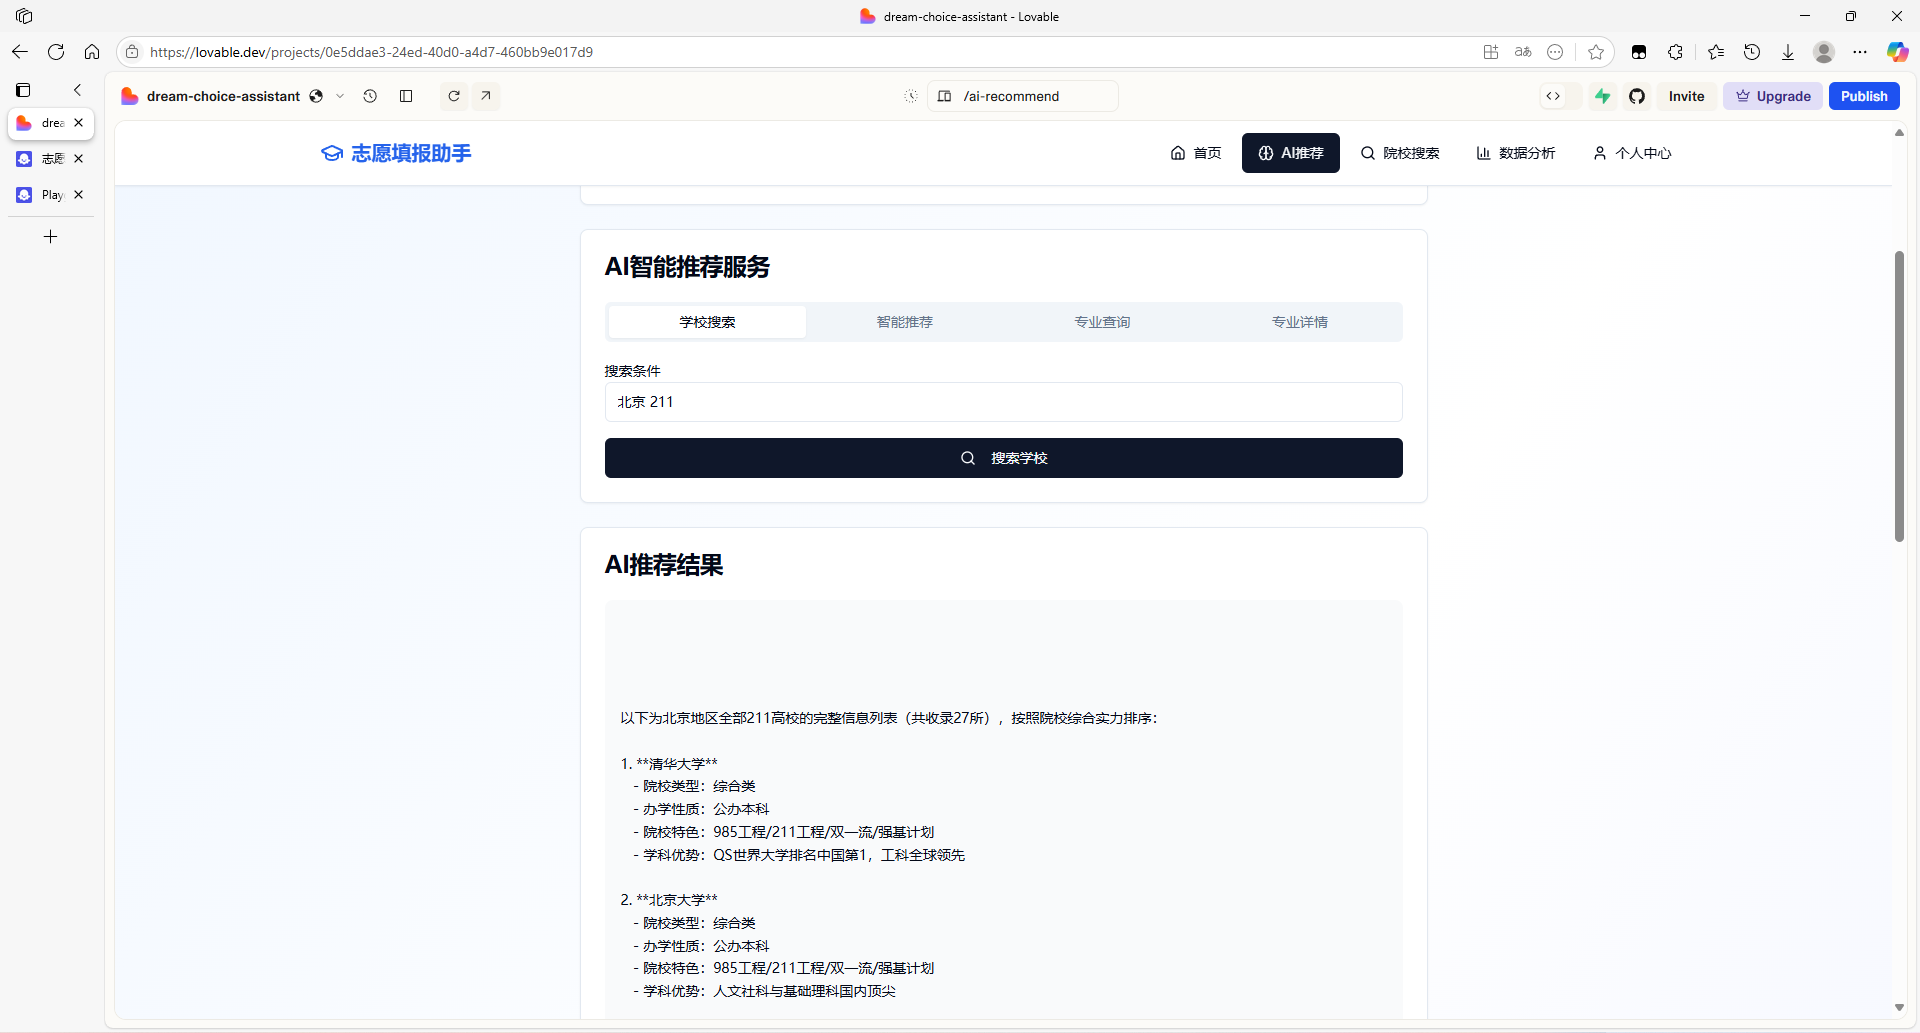 dream-choice-assistant - Lovable
https://lovable.dev/projects/0e5ddae3-24ed-40d0-a4d7-460bb9e017d9
drea
志愿
Play
dream-choice-assistant
/ai-recommend
Invite
Upgrade
Publish
志愿填报助手
首页
AI推荐
院校搜索
数据分析
个人中心
AI智能推荐服务
学校搜索
智能推荐
专业查询
专业详情
搜索条件
北京 211
搜索学校
AI推荐结果
以下为北京地区全部211高校的完整信息列表（共收录27所），按照院校综合实力排序：
1. **清华大学**
- 院校类型：综合类
- 办学性质：公办本科
- 院校特色：985工程/211工程/双一流/强基计划
- 学科优势：QS世界大学排名中国第1，工科全球领先
2. **北京大学**
- 院校类型：综合类
- 办学性质：公办本科
- 院校特色：985工程/211工程/双一流/强基计划
- 学科优势：人文社科与基础理科国内顶尖